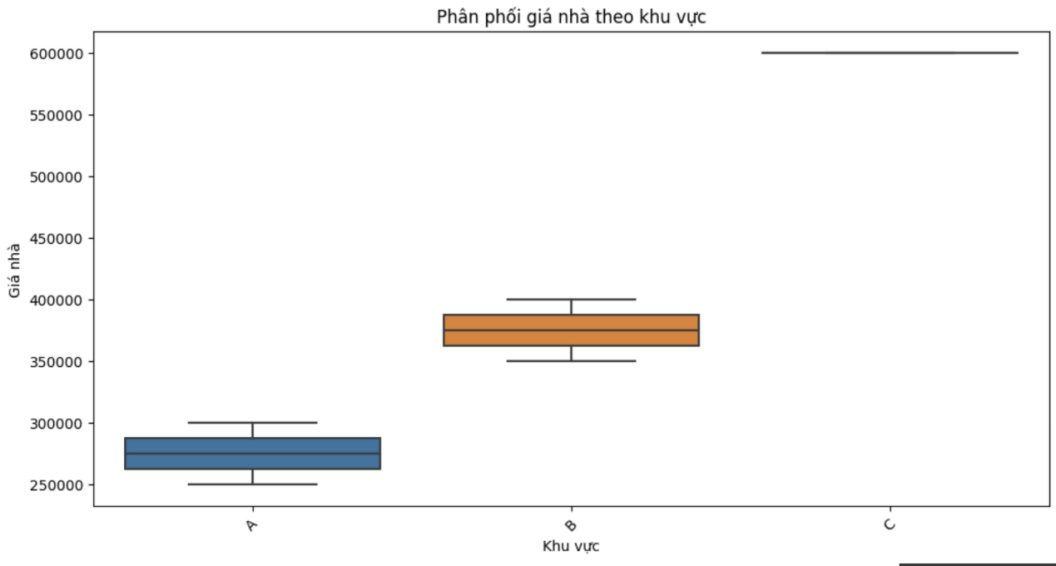 Phân phối giá nhà theo khu vực
600000
550000
500000
450000
400000
350000
300000
250000
Giá nhà
A
B
C
Khu vực